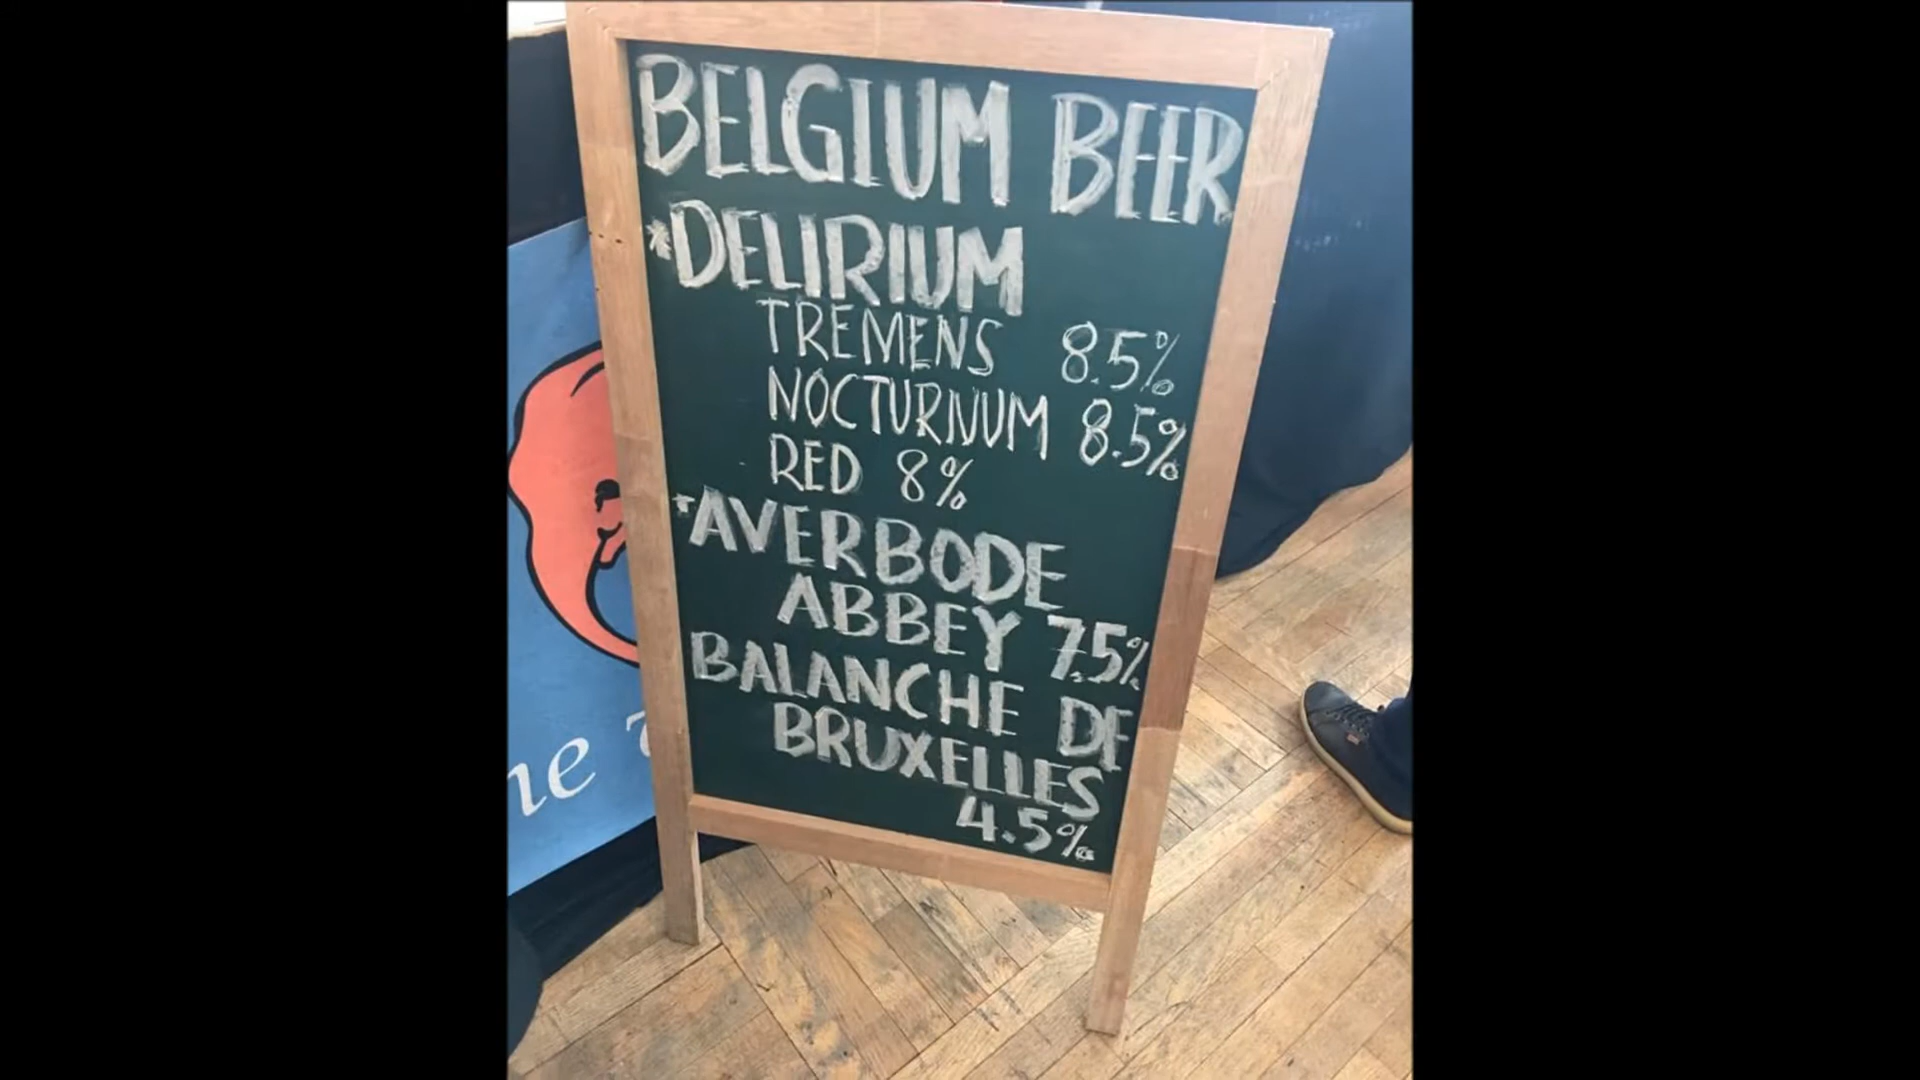 BELGIUM BEER
*DELIRIUM
TREMENS 8.5%
NOCTURNUM 8.5%
RED 8%
*AVERBODE
ABBEY 7.5%
BALANCHE DE
BRUXELLES
4.5%